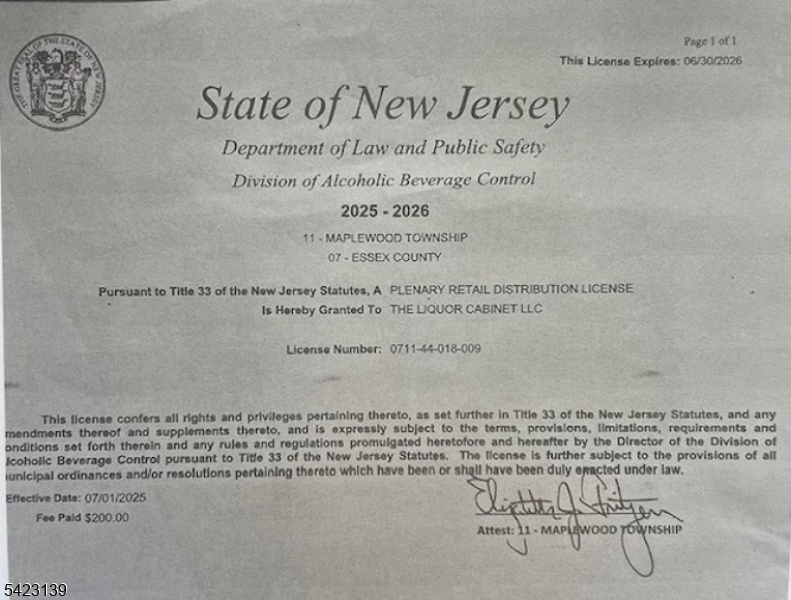 Page 1 of 1
This License Expires: 06/30/2026
THE GREAT SEAL OF THE STATE OF NEW JERSEY
State of New Jersey
Department of Law and Public Safety
Division of Alcoholic Beverage Control
2025 - 2026
11 - MAPLEWOOD TOWNSHIP
07 - ESSEX COUNTY
Pursuant to Title 33 of the New Jersey Statutes, A PLENARY RETAIL DISTRIBUTION LICENSE
Is Hereby Granted To THE LIQUOR CABINET LLC
License Number: 0711-44-018-009
This license confers all rights and privileges pertaining thereto, as set further in Title 33 of the New Jersey Statutes, and any
mendments thereof and supplements thereto, and is expressly subject to the terms, provisions, limitations, requirements and
onditions set forth therein and any rules and regulations promulgated heretofore and hereafter by the Director of the Division of
lcoholic Beverage Control pursuant to Title 33 of the New Jersey Statutes. The license is further subject to the provisions of all
unicipal ordinances and/or resolutions pertaining thereto which have been or shall have been duly enacted under law.
Effective Date: 07/01/2025
Fee Paid $200.00
Attest: 11 - MAPLEWOOD TOWNSHIP
5423139